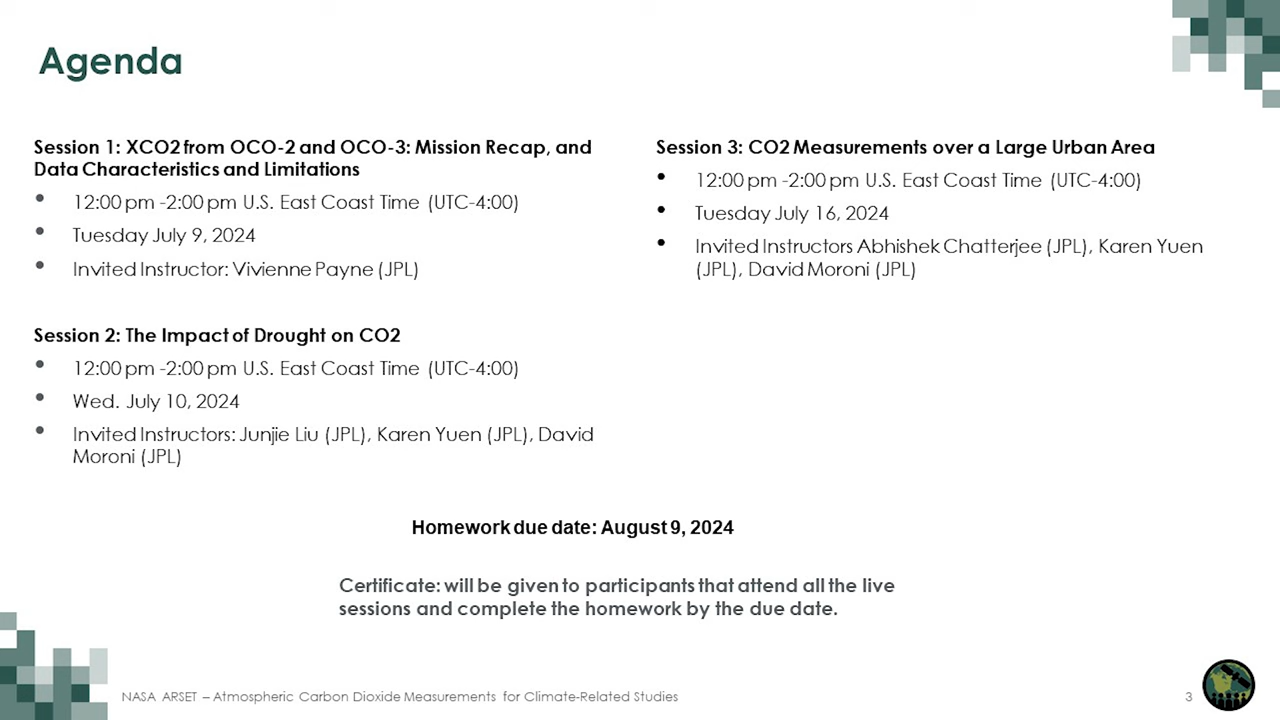 Agenda
Session 1: XCO2 from OCO-2 and OCO-3: Mission Recap, and
Data Characteristics and Limitations
• 12:00 pm -2:00 pm U.S. East Coast Time (UTC-4:00)
• Tuesday July 9, 2024
• Invited Instructor: Vivienne Payne (JPL)
Session 2: The Impact of Drought on CO2
• 12:00 pm -2:00 pm U.S. East Coast Time (UTC-4:00)
• Wed. July 10, 2024
• Invited Instructors: Junjie Liu (JPL), Karen Yuen (JPL), David
Moroni (JPL)
Session 3: CO2 Measurements over a Large Urban Area
• 12:00 pm -2:00 pm U.S. East Coast Time (UTC-4:00)
• Tuesday July 16, 2024
• Invited Instructors Abhishek Chatterjee (JPL), Karen Yuen
(JPL), David Moroni (JPL)
Homework due date: August 9, 2024
Certificate: will be given to participants that attend all the live
sessions and complete the homework by the due date.
NASA ARSET – Atmospheric Carbon Dioxide Measurements for Climate-Related Studies
3